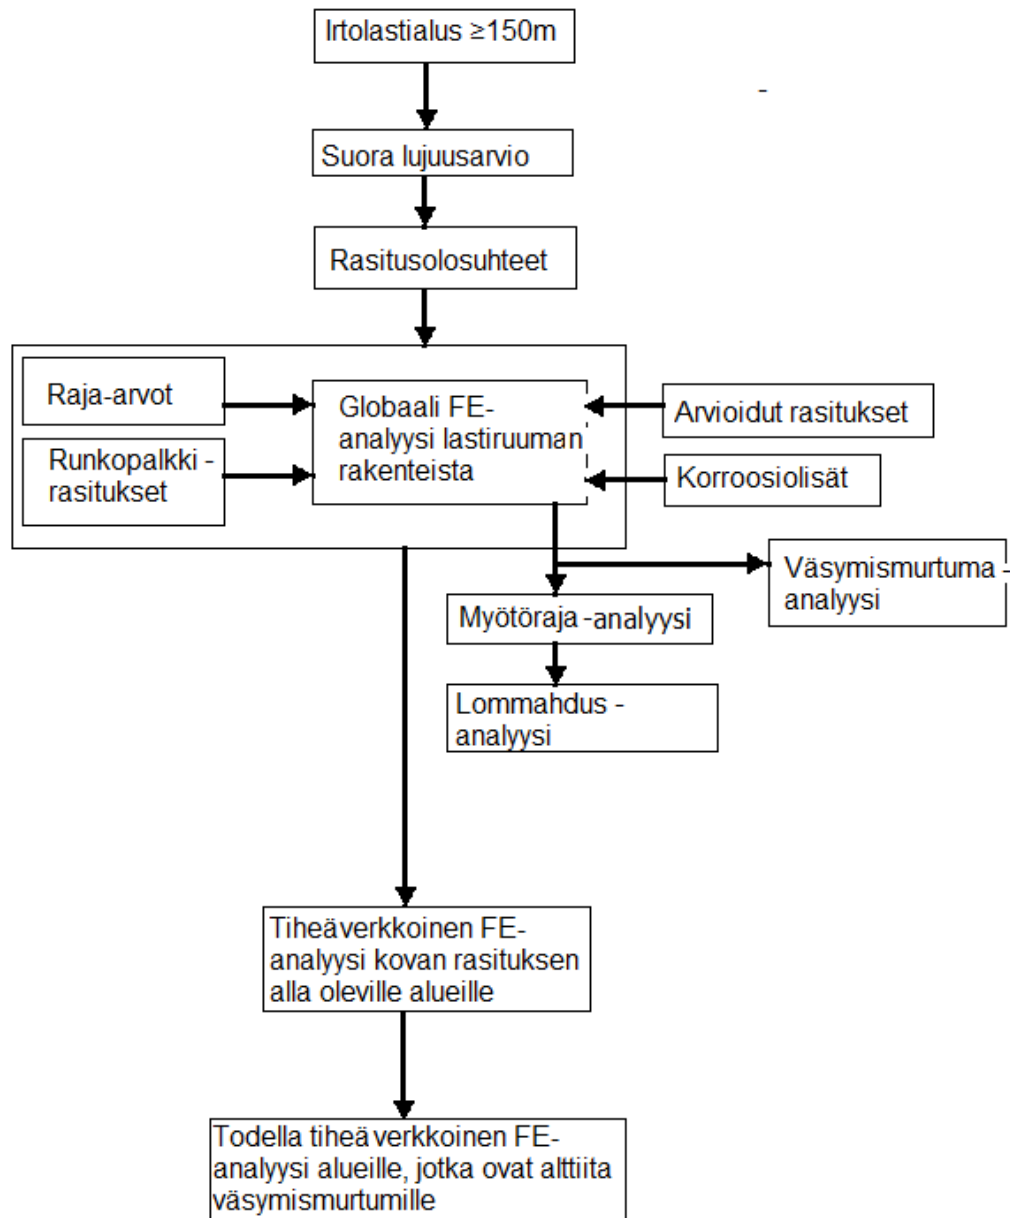 Irtolastialus ≥150m
-
Suora lujuusarvio
Rasitusolosuhteet
Raja-arvot
Runkopalkki -
rasitukset
Globaali FE-
analyysi lastiruuman
rakenteista
Arvioidut rasitukset
Korroosiolisät
Väsymismurtuma -
analyysi
Myötöraja -analyysi
Lommahdus -
analyysi
Tiheäverkkoinen FE-
analyysi kovan rasituksen
alla oleville alueille
Todella tiheäverkkoinen FE-
analyysi alueille, jotka ovat alttiita
väsymismurtumille